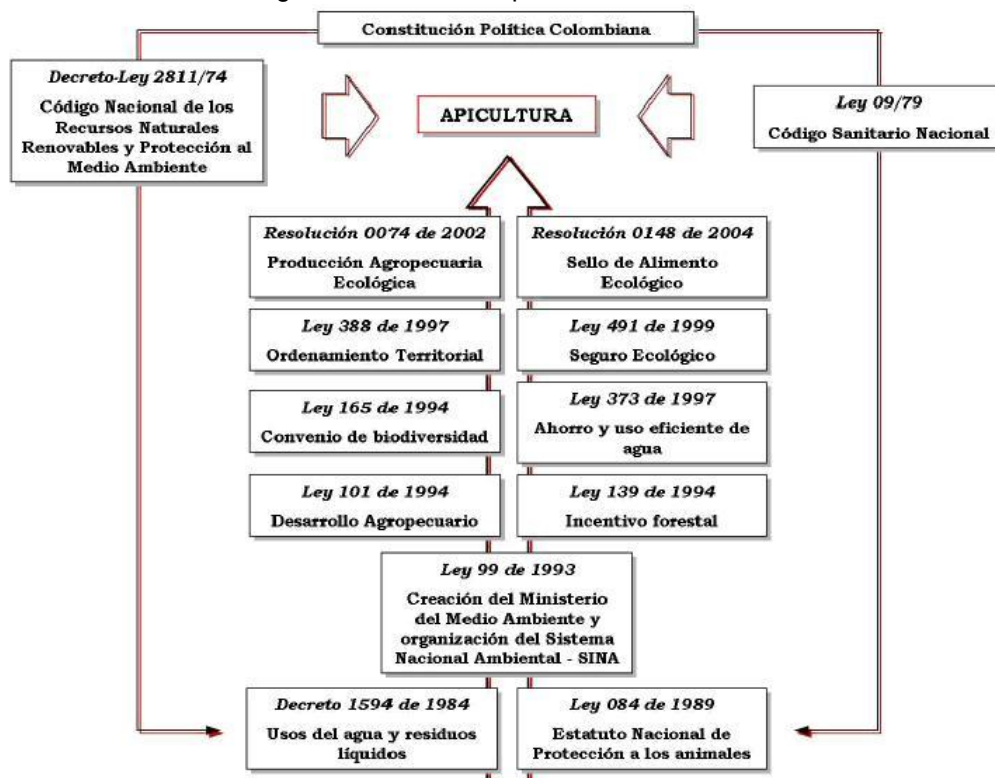 Constitución Política Colombiana
Decreto-Ley 2811/74
Código Nacional de los
Recursos Naturales
Renovables y Protección al
Medio Ambiente
APICULTURA
Ley 09/79
Código Sanitario Nacional
Resolución 0074 de 2002
Producción Agropecuaria
Ecológica
Resolución 0148 de 2004
Sello de Alimento
Ecológico
Ley 388 de 1997
Ordenamiento Territorial
Ley 491 de 1999
Seguro Ecológico
Ley 165 de 1994
Convenio de biodiversidad
Ley 373 de 1997
Ahorro y uso eficiente de
agua
Ley 101 de 1994
Desarrollo Agropecuario
Ley 139 de 1994
Incentivo forestal
Ley 99 de 1993
Creación del Ministerio
del Medio Ambiente y
organización del Sistema
Nacional Ambiental - SINA
Decreto 1594 de 1984
Usos del agua y residuos
líquidos
Ley 084 de 1989
Estatuto Nacional de
Protección a los animales